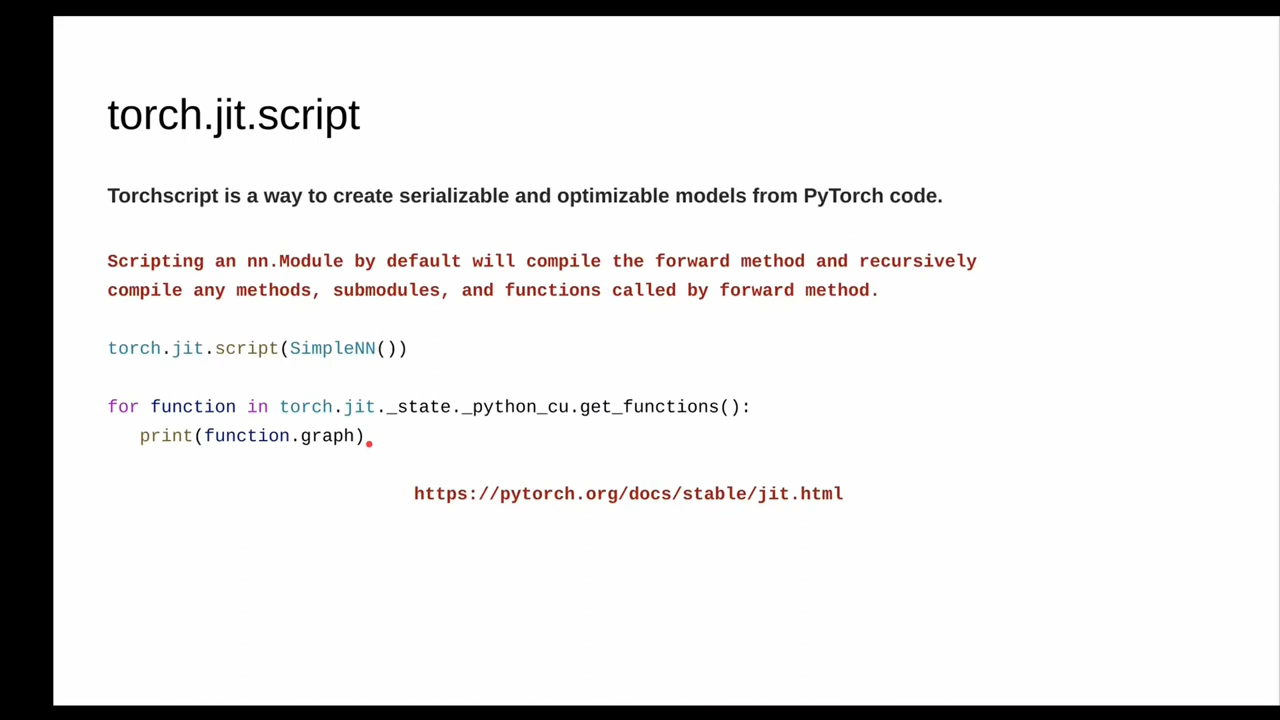 torch.jit.script
Torchscript is a way to create serializable and optimizable models from PyTorch code.
Scripting an nn.Module by default will compile the forward method and recursively
compile any methods, submodules, and functions called by forward method.
torch.jit.script(SimpleNN())
for function in torch.jit._state._python_cu.get_functions():
print(function.graph)
https://pytorch.org/docs/stable/jit.html